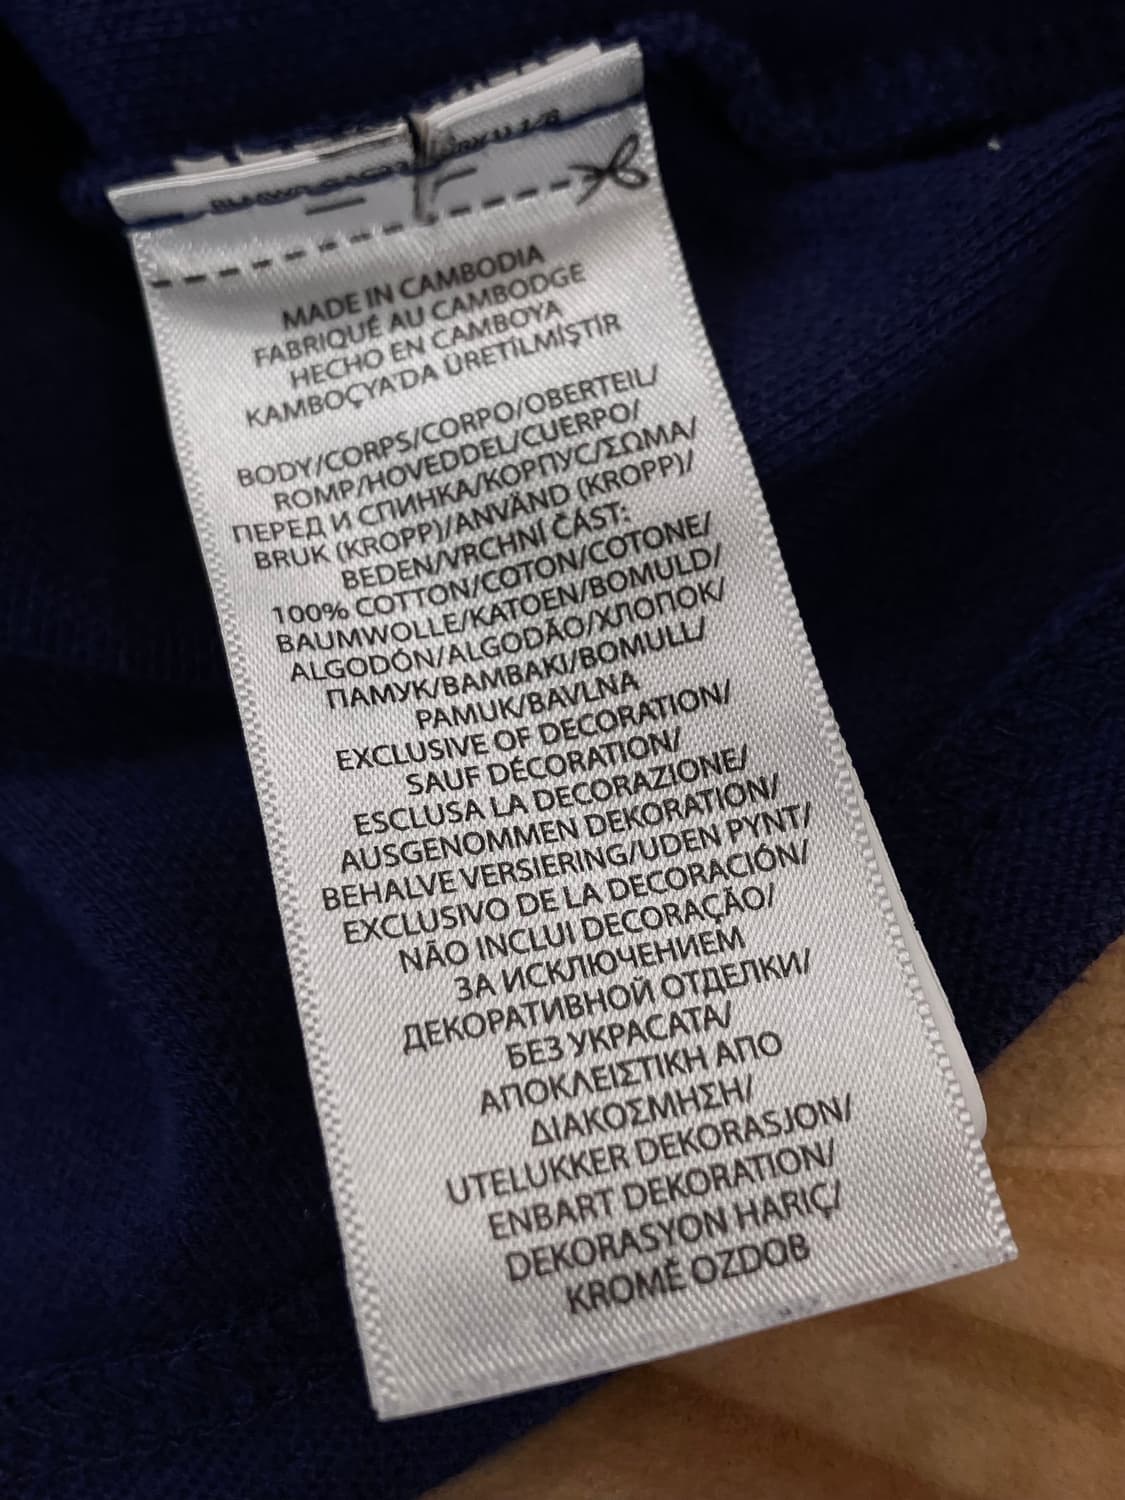 MADE IN CAMBODIA
FABRIQUÉ AU CAMBODGE
HECHO EN CAMBOYA
KAMBOÇYA'DA ÜRETİLMİŞTİR
BODY/CORPS/CORPO/OBERTEIL/
ROMP/HOVEDDEL/CUERPO/
ПЕРЕД И СПИНКА/КОРПУС/ΣΩΜΑ/
BRUK (KROPP)/ANVÄND (KROPP)/
BEDEN/VRCHNÍ ČÁST:
100% COTTON/COTON/COTONE/
BAUMWOLLE/KATOEN/BOMULD/
ALGODÓN/ALGODÃO/ХЛОПОК/
ПАМУК/BAMBAKI/BOMULL/
PAMUK/BAVLNA
EXCLUSIVE OF DECORATION/
SAUF DÉCORATION/
ESCLUSA LA DECORAZIONE/
AUSGENOMMEN DEKORATION/
BEHALVE VERSIERING/UDEN PYNT/
EXCLUSIVO DE LA DECORACIÓN/
NÃO INCLUI DECORAÇÃO/
ЗА ИСКЛЮЧЕНИЕМ
ДЕКОРАТИВНОЙ ОТДЕЛКИ/
БЕЗ УКРАСАТА/
ΑΠΟΚΛΕΙΣΤΙΚΗ ΑΠΟ
ΔΙΑΚΟΣΜΗΣΗ/
UTELUKKER DEKORASJON/
ENBART DEKORATION/
DEKORASYON HARIÇ/
KROMĚ OZDOB